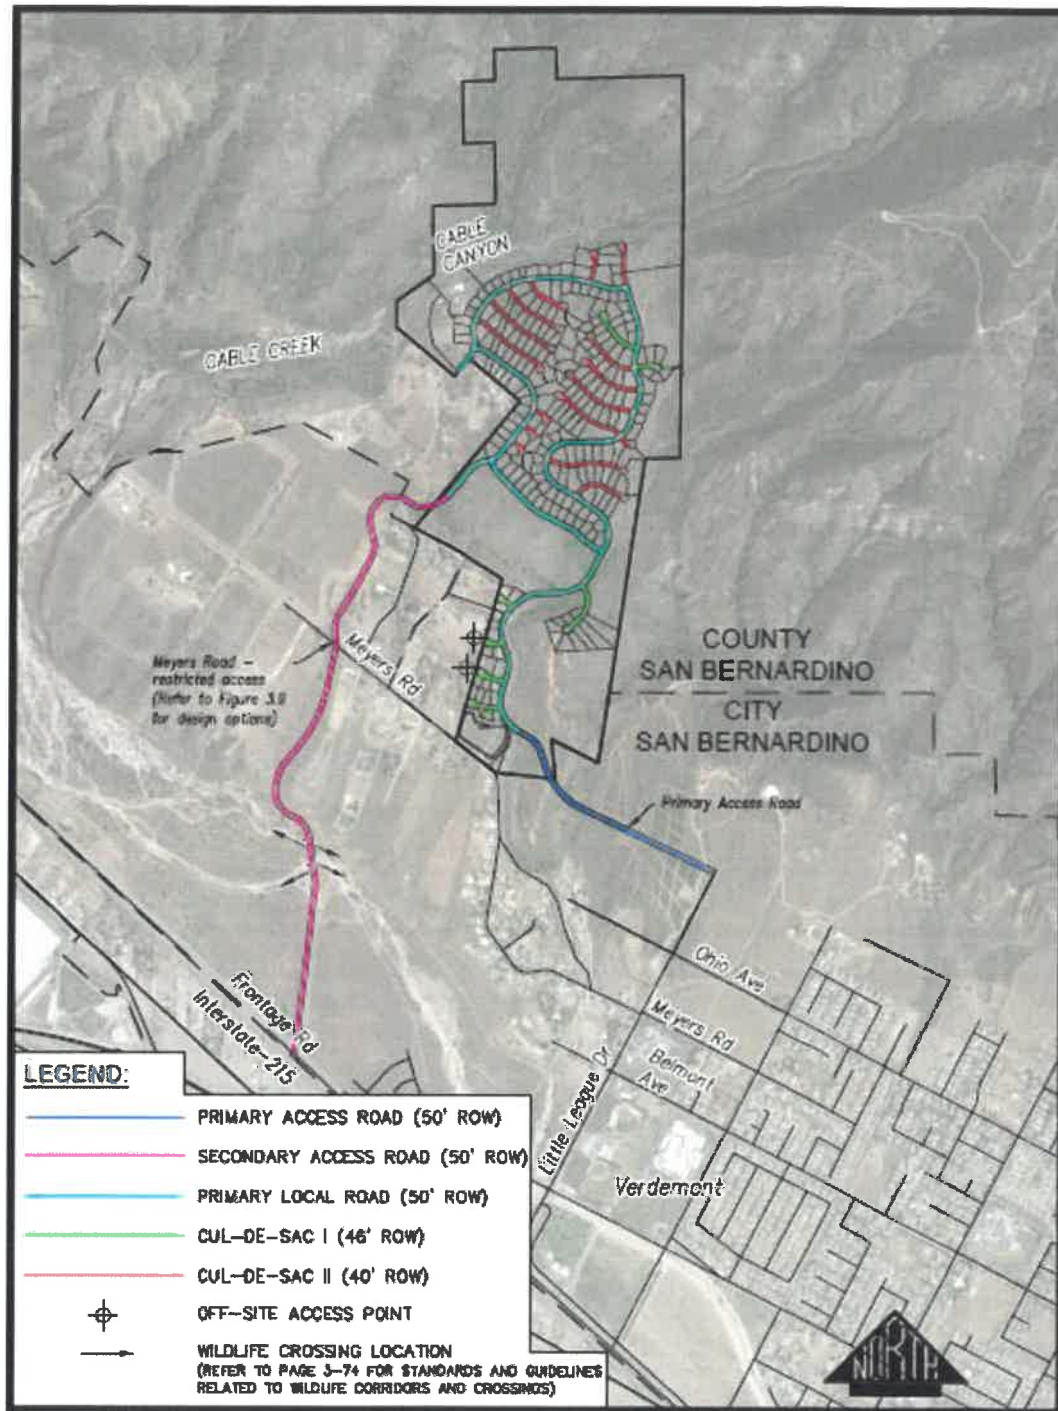 CABLE
CANYON
CABLE CREEK
Meyers Road –
restricted access
(Refer to Figure 3.9
for design options)
Meyers Rd
COUNTY
SAN BERNARDINO
CITY
SAN BERNARDINO
Primary Access Road
Ohio Ave
Meyers Rd
Belmont
Ave
Little League Dr
Verdemont
Frontage Rd
Interstate-215
LEGEND:
PRIMARY ACCESS ROAD (50' ROW)
SECONDARY ACCESS ROAD (50' ROW)
PRIMARY LOCAL ROAD (50' ROW)
CUL-DE-SAC I (46' ROW)
CUL-DE-SAC II (40' ROW)
OFF-SITE ACCESS POINT
WILDLIFE CROSSING LOCATION
(REFER TO PAGE 3-74 FOR STANDARDS AND GUIDELINES
RELATED TO WILDLIFE CORRIDORS AND CROSSINGS)
NORTH